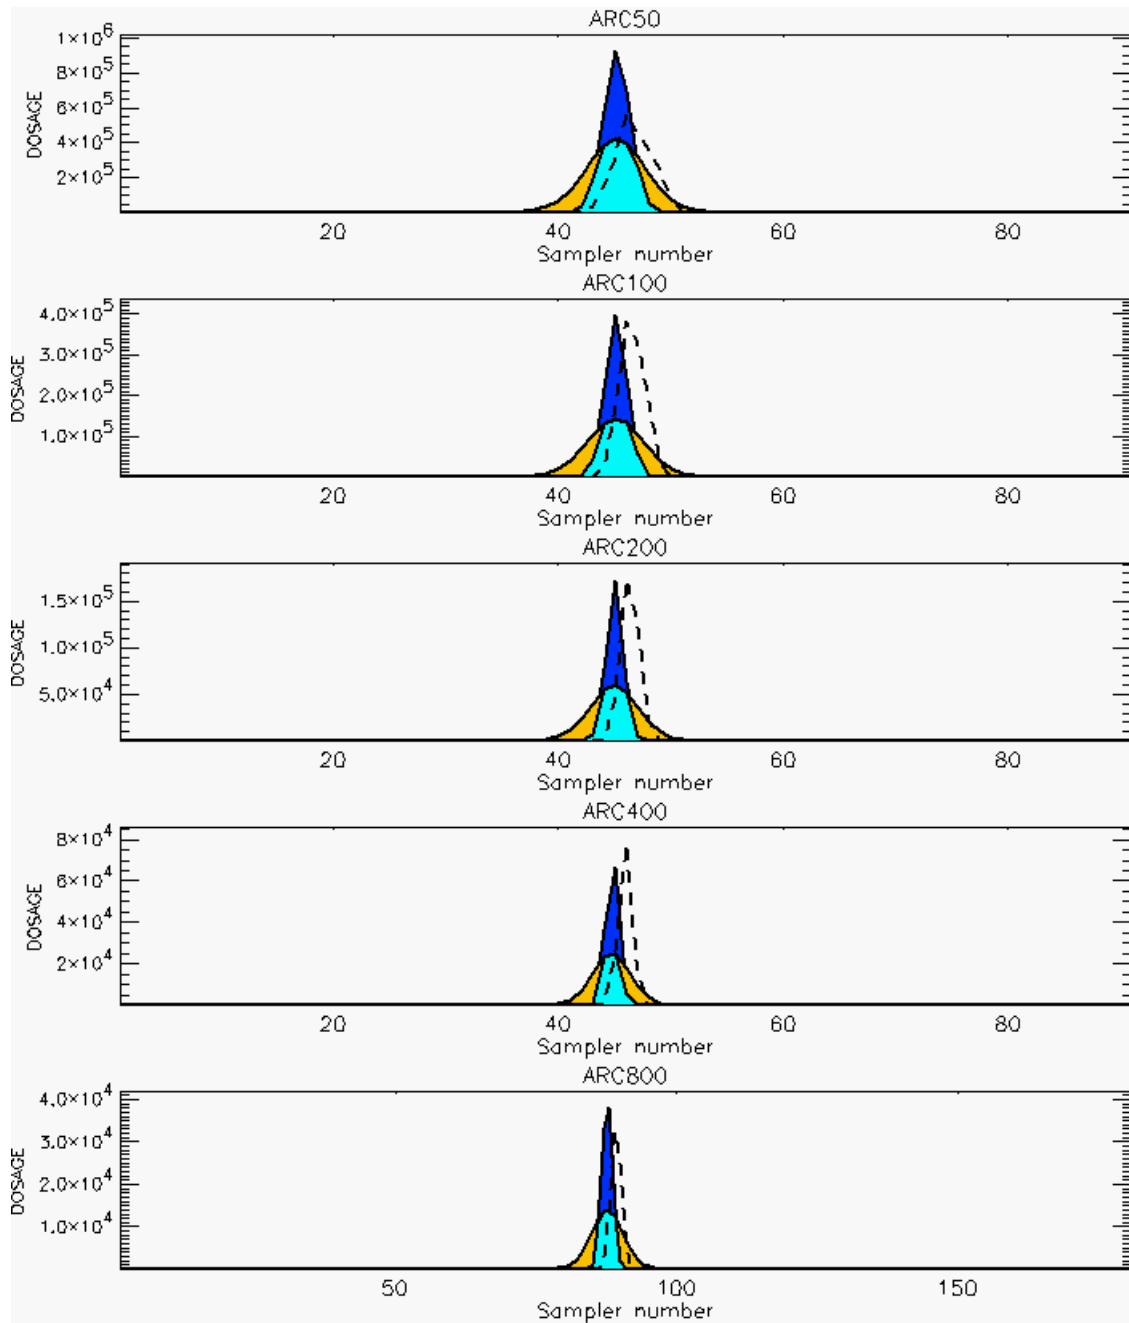 ARC50
1×10⁶
8×10⁵
6×10⁵
4×10⁵
2×10⁵
DOSAGE
20 40 60 80
Sampler number
ARC100
4.0×10⁵
3.0×10⁵
2.0×10⁵
1.0×10⁵
DOSAGE
20 40 60 80
Sampler number
ARC200
1.5×10⁵
1.0×10⁵
5.0×10⁴
DOSAGE
20 40 60 80
Sampler number
ARC400
8×10⁴
6×10⁴
4×10⁴
2×10⁴
DOSAGE
20 40 60 80
Sampler number
ARC800
4.0×10⁴
3.0×10⁴
2.0×10⁴
1.0×10⁴
DOSAGE
50 100 150
Sampler number